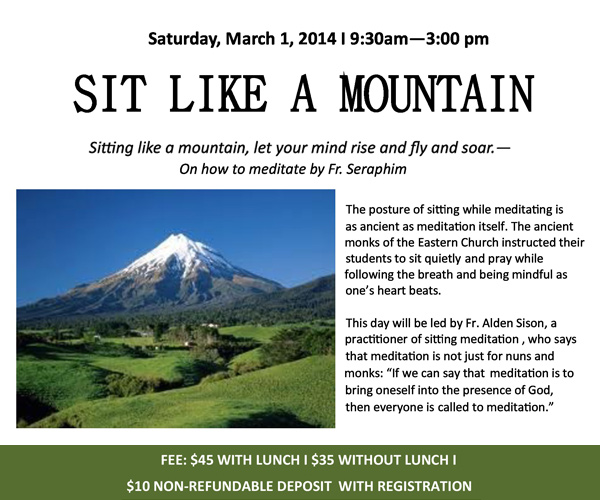 Saturday, March 1, 2014 I 9:30am—3:00 pm
SIT LIKE A MOUNTAIN
Sitting like a mountain, let your mind rise and fly and soar.—
On how to meditate by Fr. Seraphim
The posture of sitting while meditating is
as ancient as meditation itself. The ancient
monks of the Eastern Church instructed their
students to sit quietly and pray while
following the breath and being mindful as
one’s heart beats.
This day will be led by Fr. Alden Sison, a
practitioner of sitting meditation , who says
that meditation is not just for nuns and
monks: “If we can say that meditation is to
bring oneself into the presence of God,
then everyone is called to meditation.”
FEE: $45 WITH LUNCH I $35 WITHOUT LUNCH I
$10 NON-REFUNDABLE DEPOSIT WITH REGISTRATION